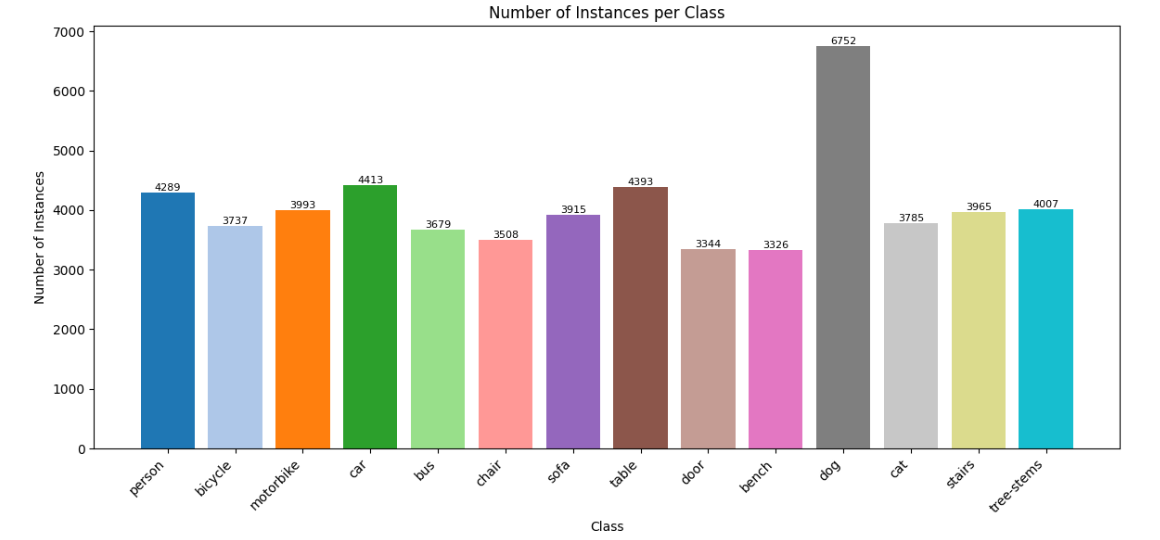 Number of Instances per Class
7000
6000
5000
4000
3000
2000
1000
0
Number of Instances
4289
3737
3993
4413
3679
3508
3915
4393
3344
3326
6752
3785
3965
4007
person
bicycle
motorbike
car
bus
chair
sofa
table
door
bench
dog
cat
stairs
tree-stems
Class